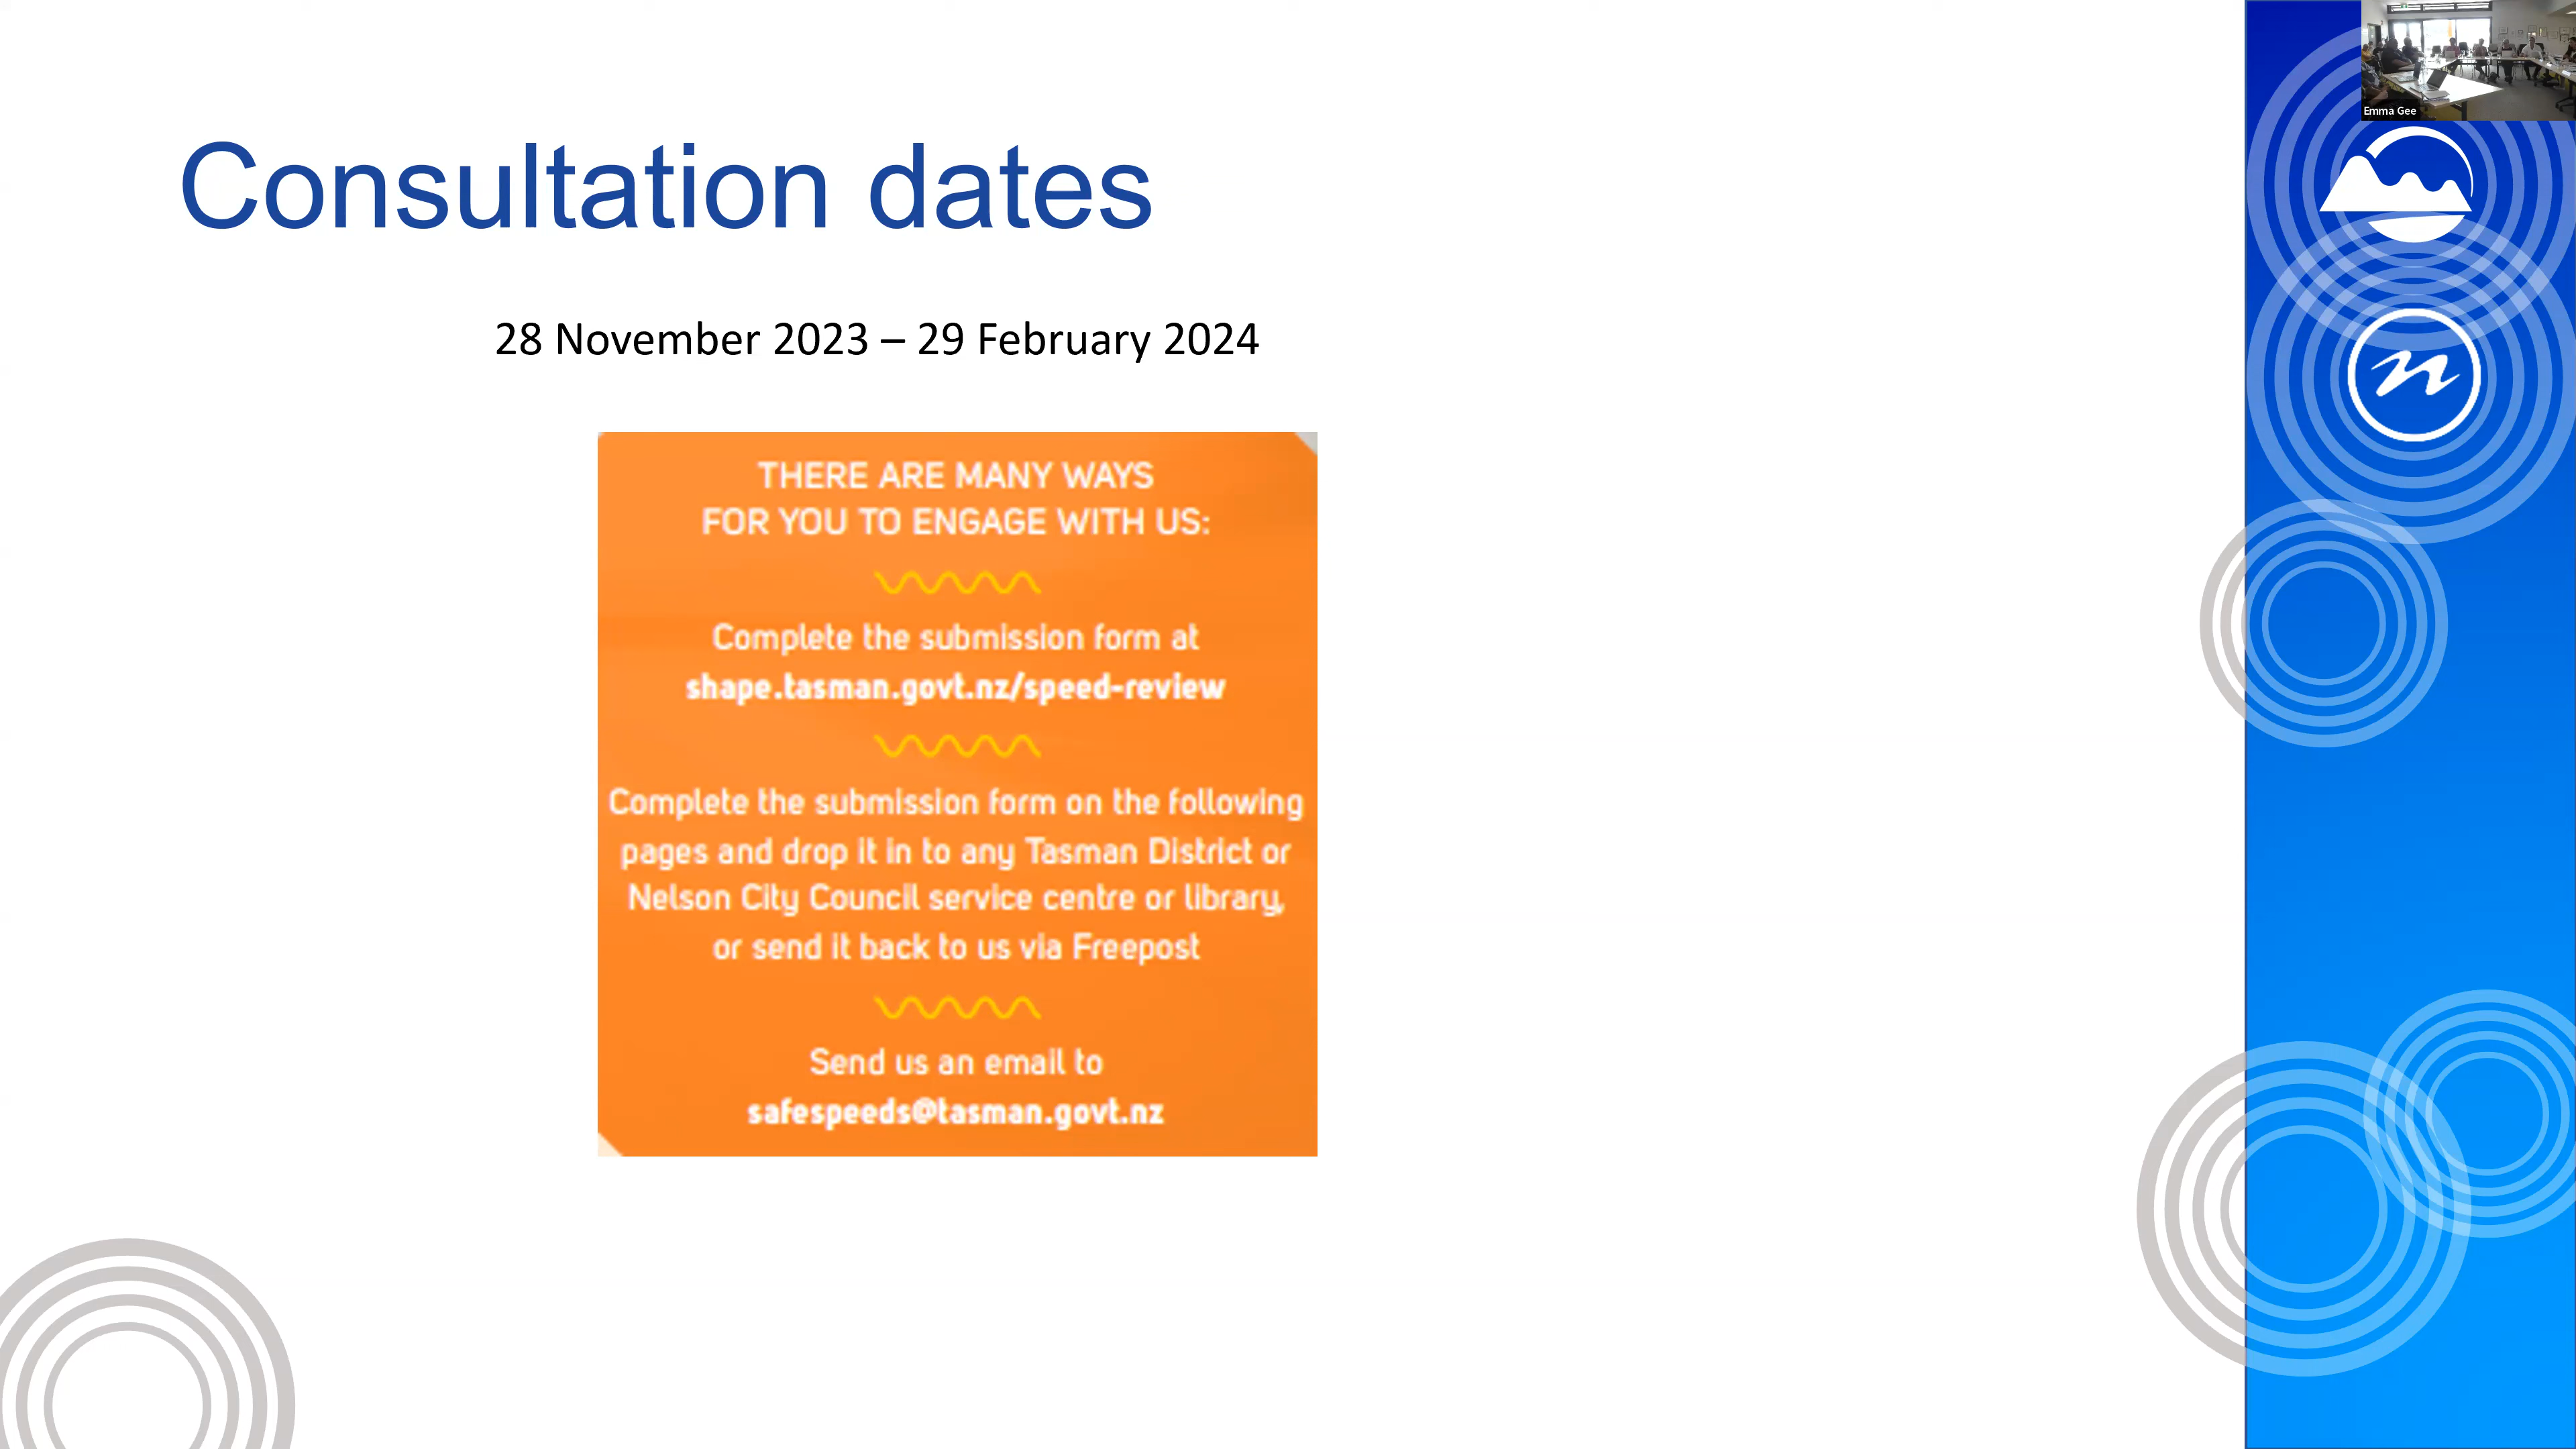 Emma Gee
Consultation dates
28 November 2023 – 29 February 2024
THERE ARE MANY WAYS
FOR YOU TO ENGAGE WITH US:
Complete the submission form at
shape.tasman.govt.nz/speed-review
Complete the submission form on the following
pages and drop it in to any Tasman District or
Nelson City Council service centre or library,
or send it back to us via Freepost
Send us an email to
safespeeds@tasman.govt.nz
n